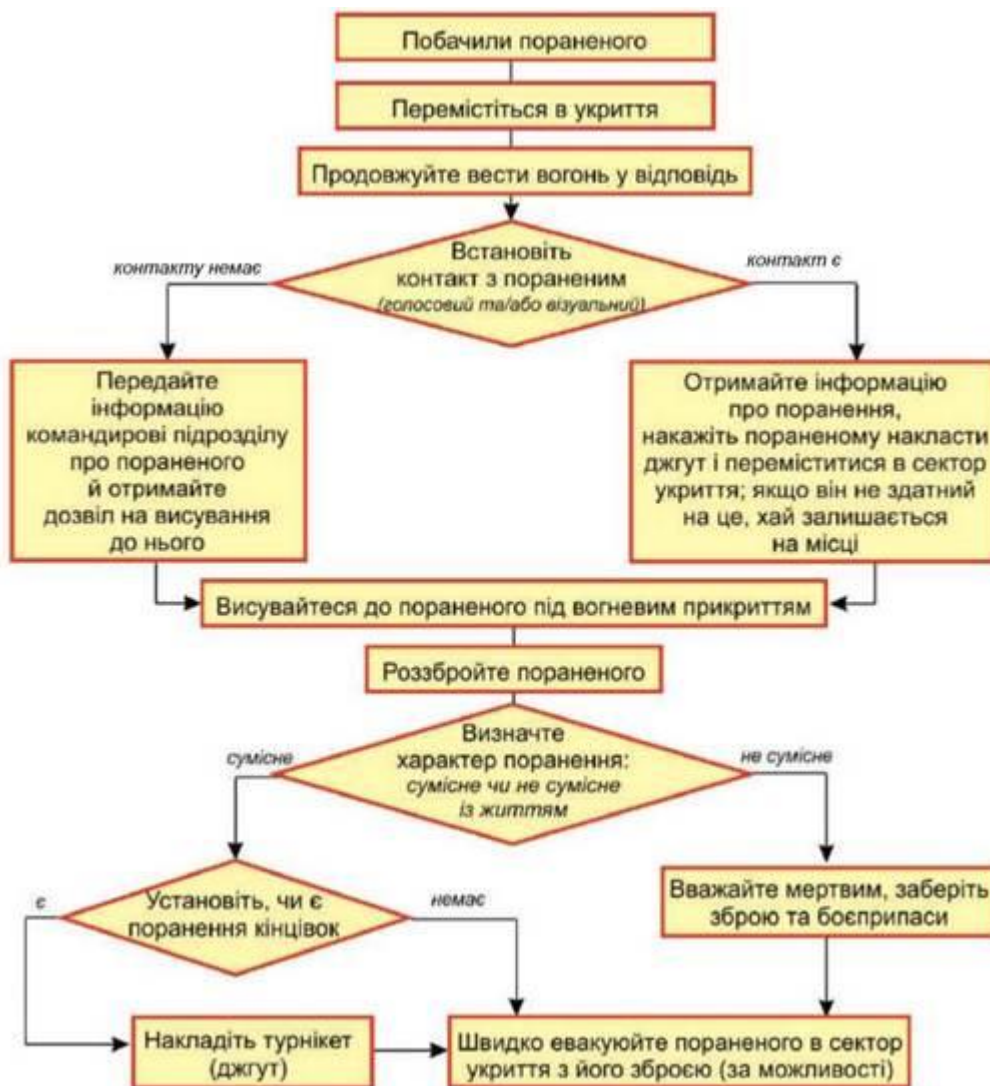 Побачили пораненого
Перемістіться в укриття
Продовжуйте вести вогонь у відповідь
Встановіть
контакт з пораненим
(голосовий та/або візуальний)
контакту немає
контакт є
Передайте
інформацію
командирові підрозділу
про пораненого
й отримайте
дозвіл на висування
до нього
Отримайте інформацію
про поранення,
накажіть пораненому накласти
джгут і переміститися в сектор
укриття; якщо він не здатний
на це, хай залишається
на місці
Висувайтеся до пораненого під вогневим прикриттям
Роззбройте пораненого
Визначте
характер поранення:
сумісне чи не сумісне
із життям
сумісне
не сумісне
Установіть, чи є
поранення кінцівок
є
немає
Вважайте мертвим, заберіть
зброю та боєприпаси
Накладіть турнікет
(джгут)
Швидко евакуюйте пораненого в сектор
укриття з його зброєю (за можливості)